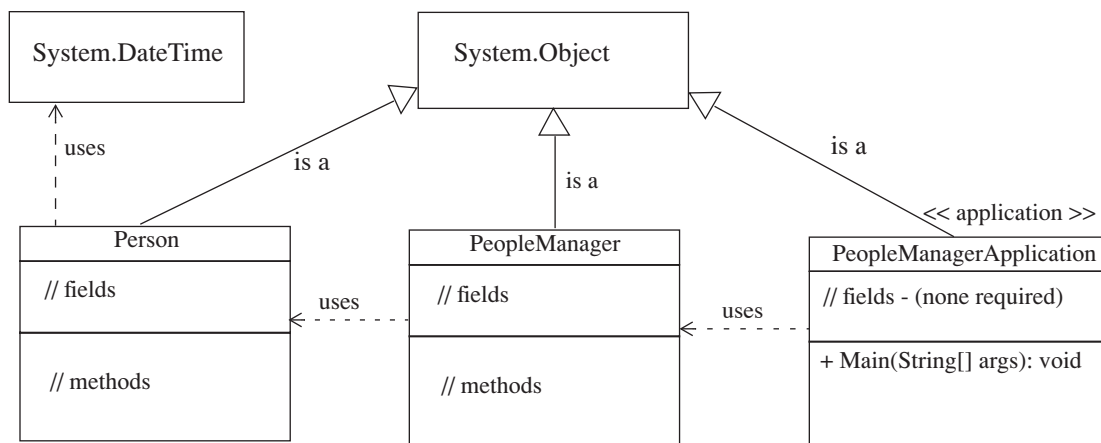 System.DateTime
System.Object
uses
is a
is a
is a
<< application >>
Person
PeopleManager
PeopleManagerApplication
// fields
// fields
// fields - (none required)
uses
uses
// methods
// methods
+ Main(String[] args): void